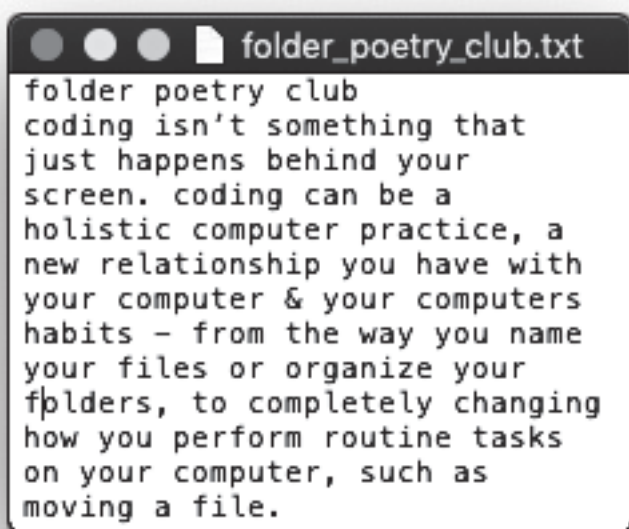 folder_poetry_club.txt
folder poetry club
coding isn't something that
just happens behind your
screen. coding can be a
holistic computer practice, a
new relationship you have with
your computer & your computers
habits – from the way you name
your files or organize your
folders, to completely changing
how you perform routine tasks
on your computer, such as
moving a file.